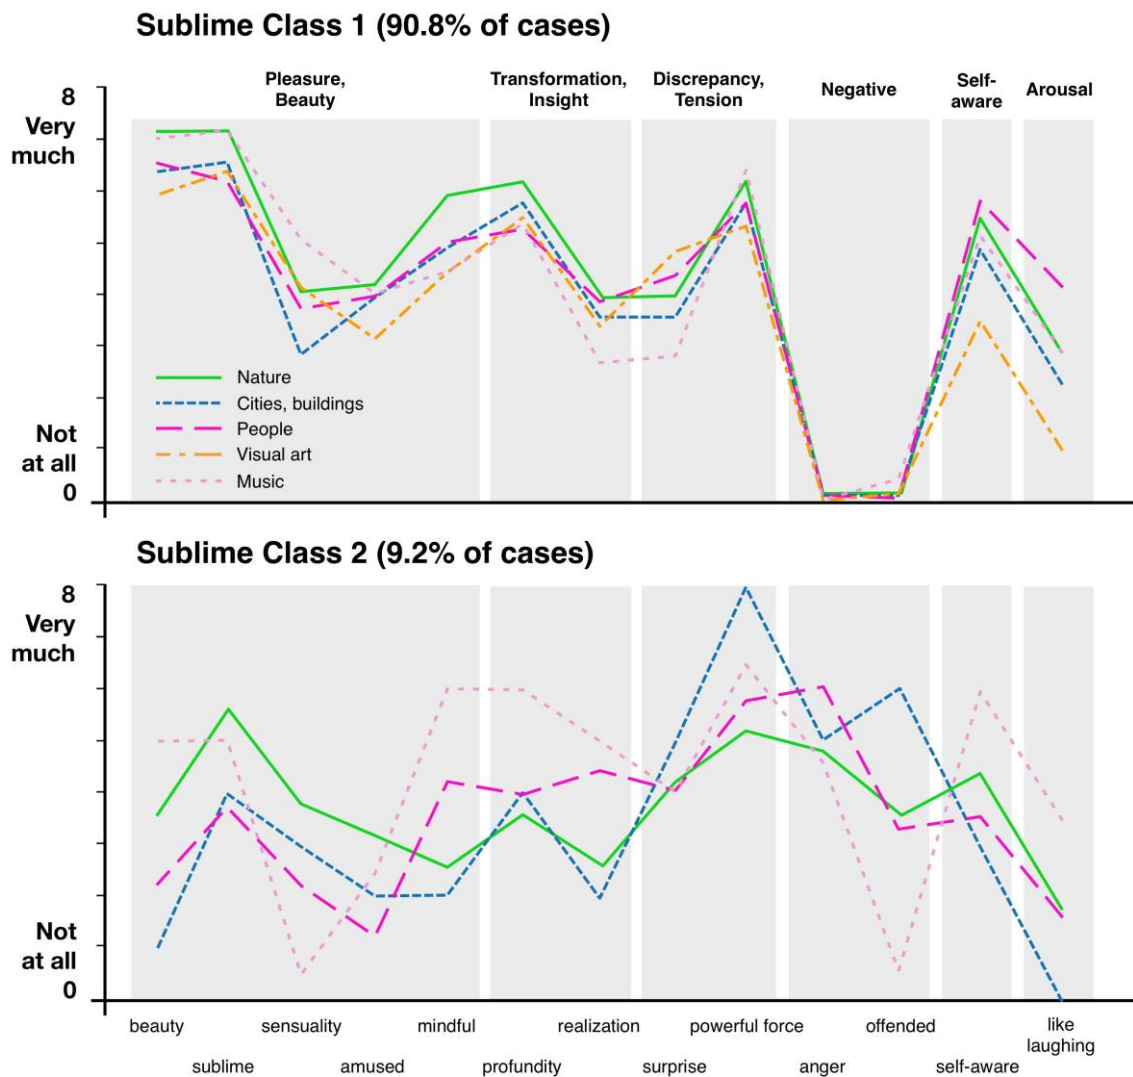 Sublime Class 1 (90.8% of cases)
Pleasure,
Beauty
Transformation,
Insight
Discrepancy,
Tension
Negative
Self-
aware
Arousal
8
Very
much
Not
at all
0
Nature
Cities, buildings
People
Visual art
Music
Sublime Class 2 (9.2% of cases)
8
Very
much
Not
at all
0
beauty
sublime
sensuality
amused
mindful
profundity
realization
surprise
powerful force
anger
offended
self-aware
like
laughing